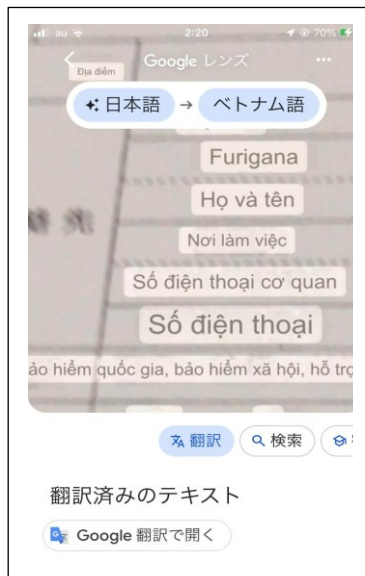 au 2:20 70%
Google レンズ
Địa điểm
日本語 → ベトナム語
Furigana
Họ và tên
Nơi làm việc
Số điện thoại cơ quan
Số điện thoại
ảo hiểm quốc gia, bảo hiểm xã hội, hỗ trợ
翻訳 検索
翻訳済みのテキスト
Google 翻訳で開く